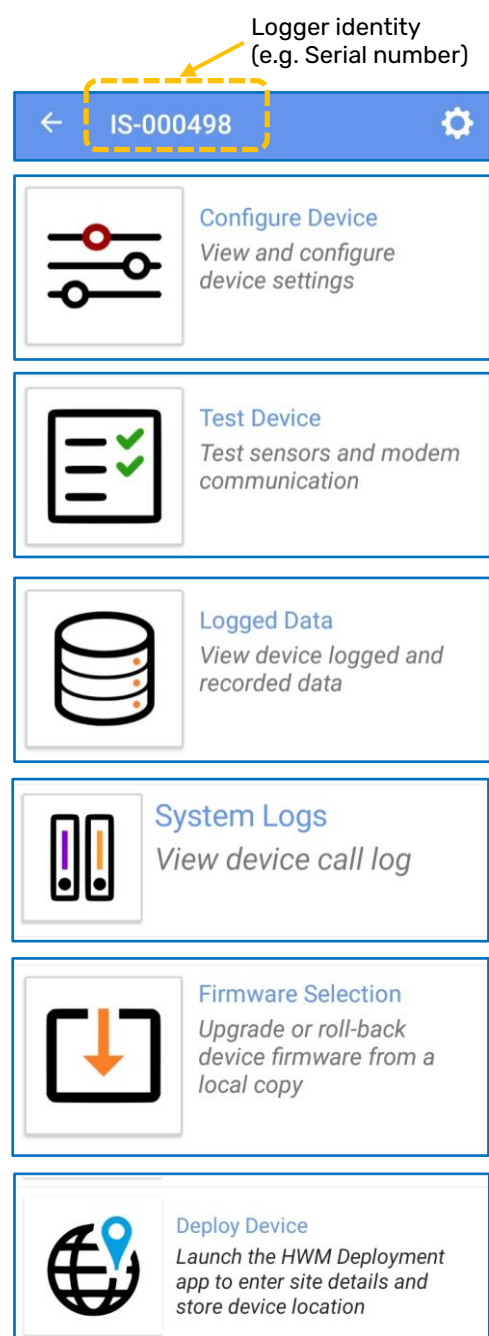 Logger identity
(e.g. Serial number)
IS-000498
Configure Device
View and configure
device settings
Test Device
Test sensors and modem
communication
Logged Data
View device logged and
recorded data
System Logs
View device call log
Firmware Selection
Upgrade or roll-back
device firmware from a
local copy
Deploy Device
Launch the HWM Deployment
app to enter site details and
store device location